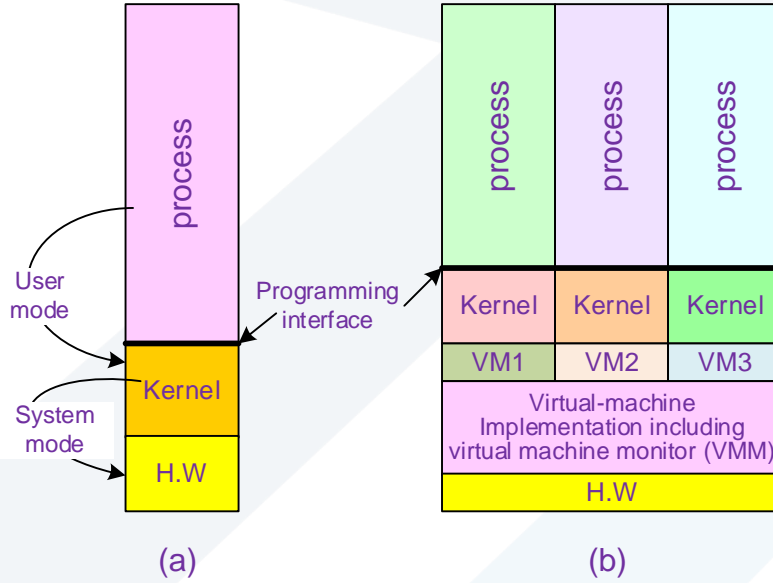 process
User
mode
Kernel
System
mode
H.W
(a)
Programming
interface
process
process
process
Kernel
Kernel
Kernel
VM1
VM2
VM3
Virtual-machine
Implementation including
virtual machine monitor (VMM)
H.W
(b)